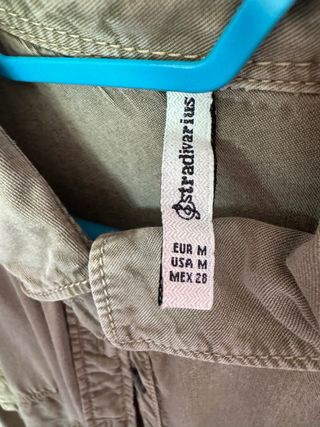 stradivarius
EUR M
USA M
MEX 28